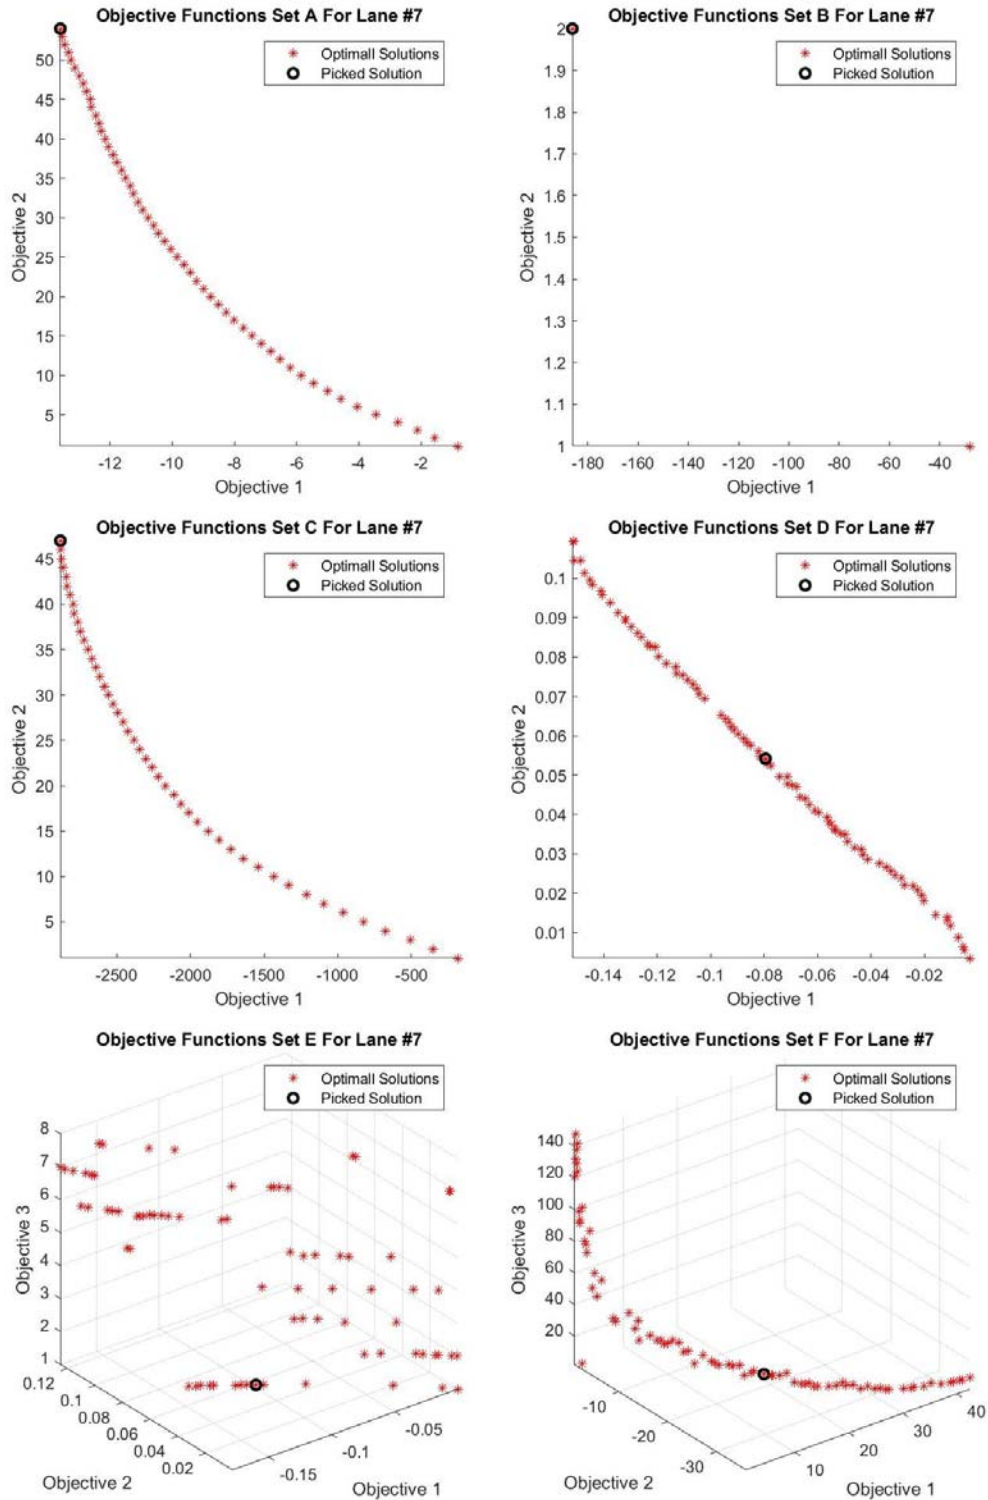 Objective Functions Set A For Lane #7
Optimall Solutions
Picked Solution
50
45
40
35
30
25
20
15
10
5
Objective 2
-12 -10 -8 -6 -4 -2
Objective 1
Objective Functions Set B For Lane #7
Optimall Solutions
Picked Solution
2
1.9
1.8
1.7
1.6
1.5
1.4
1.3
1.2
1.1
1
Objective 2
-180 -160 -140 -120 -100 -80 -60 -40
Objective 1
Objective Functions Set C For Lane #7
Optimall Solutions
Picked Solution
45
40
35
30
25
20
15
10
5
Objective 2
-2500 -2000 -1500 -1000 -500
Objective 1
Objective Functions Set D For Lane #7
Optimall Solutions
Picked Solution
0.1
0.09
0.08
0.07
0.06
0.05
0.04
0.03
0.02
0.01
Objective 2
-0.14 -0.12 -0.1 -0.08 -0.06 -0.04 -0.02
Objective 1
Objective Functions Set E For Lane #7
Optimall Solutions
Picked Solution
8
7
6
5
4
3
2
1
Objective 3
0.12
0.1
0.08
0.06
0.04
0.02
Objective 2
-0.15
-0.1
-0.05
Objective 1
Objective Functions Set F For Lane #7
Optimall Solutions
Picked Solution
140
120
100
80
60
40
20
Objective 3
-10
-20
-30
Objective 2
10
20
30
40
Objective 1